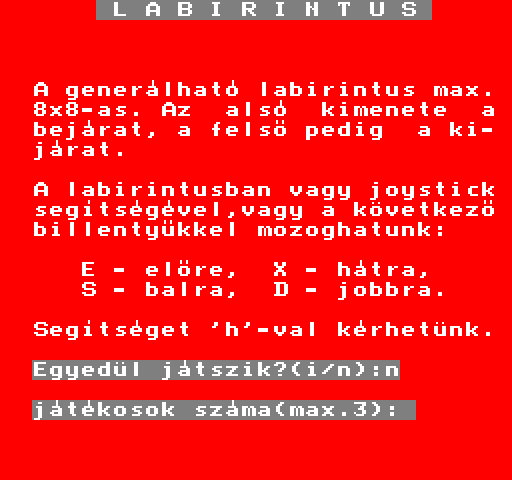 L A B I R I N T U S
A generálható labirintus max.
8x8-as. Az alsó kimenete a
bejárat, a felsö pedig a ki-
járat.
A labirintusban vagy joystick
segitségével,vagy a következö
billentyükkel mozoghatunk:
E - elöre, X - hátra,
S - balra, D - jobbra.
Segitséget 'h'-val kérhetünk.
Egyedül játszik?(i/n):n
játékosok száma(max.3):